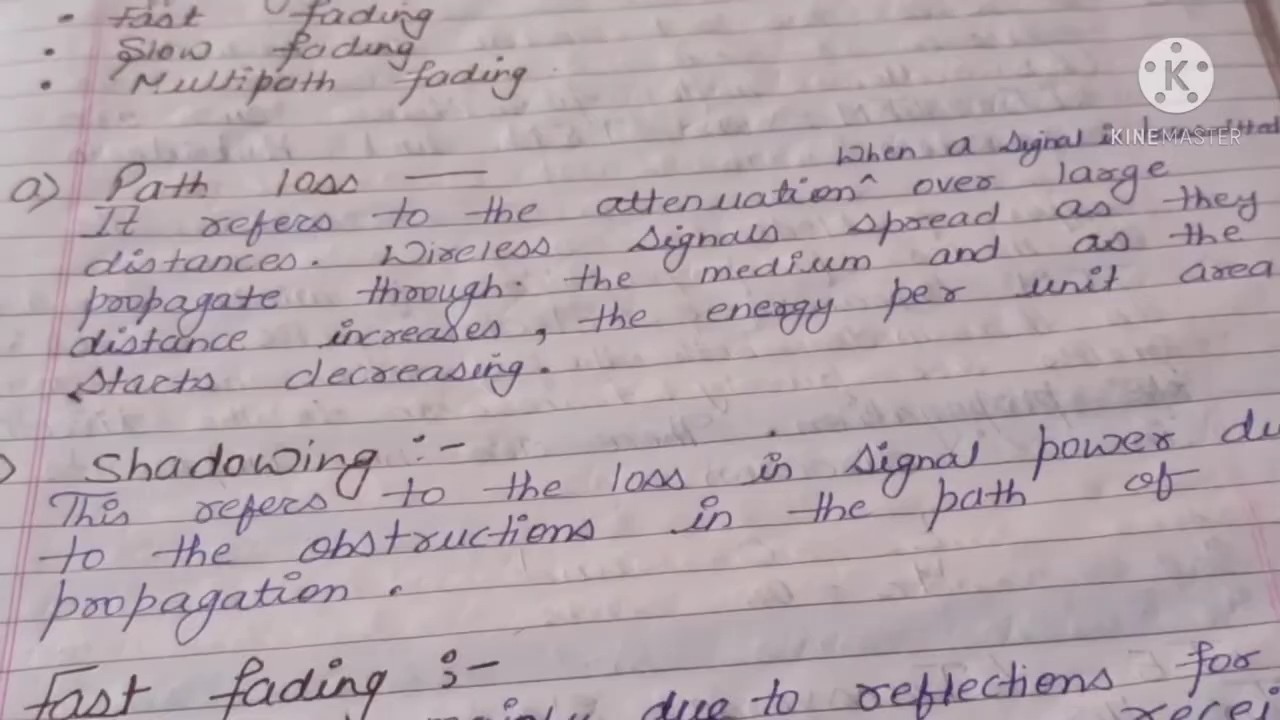 • Fast fading
• Slow fading
• Multipath fading
K
KINEMASTER
When a signal is
a) Path loss —
It refers to the attenuation^ over large
distances. Wireless signals spread as they
propagate through the medium and as the
distance increases, the energy per unit area
starts decreasing.
Shadowing :-
This refers to the loss in signal power du
to the obstructions in the path of
propagation.
Fast fading :-
due to reflections for